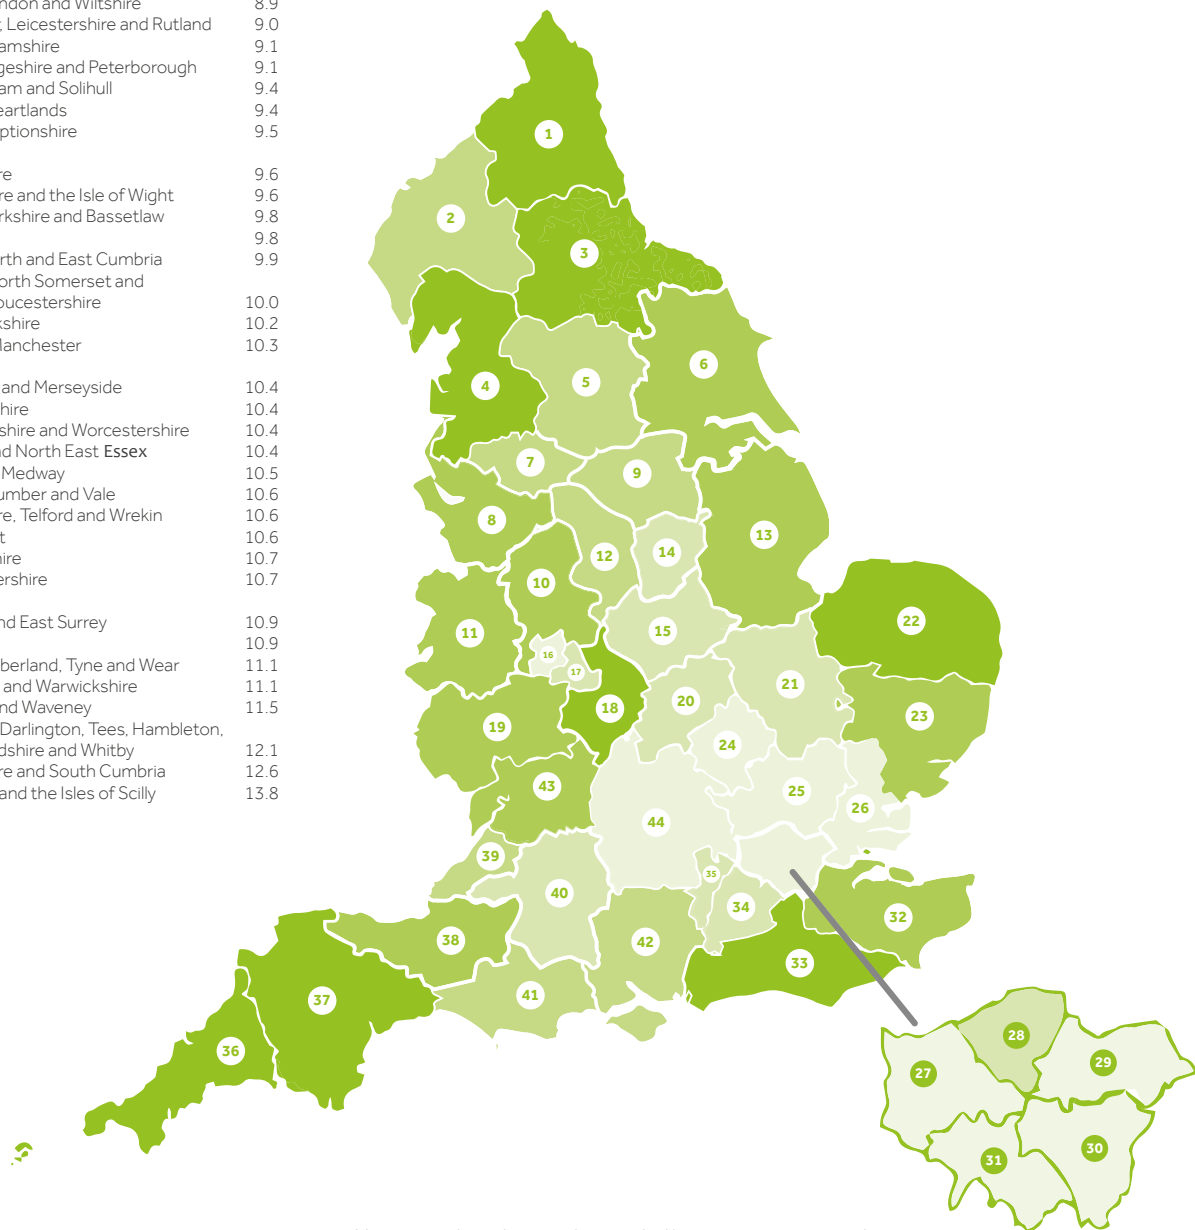 ndon and Wiltshire 8.9
, Leicestershire and Rutland 9.0
amshire 9.1
geshire and Peterborough 9.1
am and Solihull 9.4
eartlands 9.4
ptionshire 9.5
re 9.6
re and the Isle of Wight 9.6
rkshire and Bassetlaw 9.8
9.8
rth and East Cumbria 9.9
orth Somerset and
oucestershire 10.0
kshire 10.2
Manchester 10.3
and Merseyside 10.4
hire 10.4
shire and Worcestershire 10.4
nd North East Essex 10.4
Medway 10.5
umber and Vale 10.6
re, Telford and Wrekin 10.6
t 10.6
ire 10.7
ershire 10.7
nd East Surrey 10.9
10.9
berland, Tyne and Wear 11.1
and Warwickshire 11.1
nd Waveney 11.5
Darlington, Tees, Hambleton,
dshire and Whitby 12.1
re and South Cumbria 12.6
and the Isles of Scilly 13.8
1
2
3
4
5
6
7
8
9
10
11
12
13
14
15
16
17
18
19
20
21
22
23
24
25
26
27
28
29
30
31
32
33
34
35
36
37
38
39
40
41
42
43
44